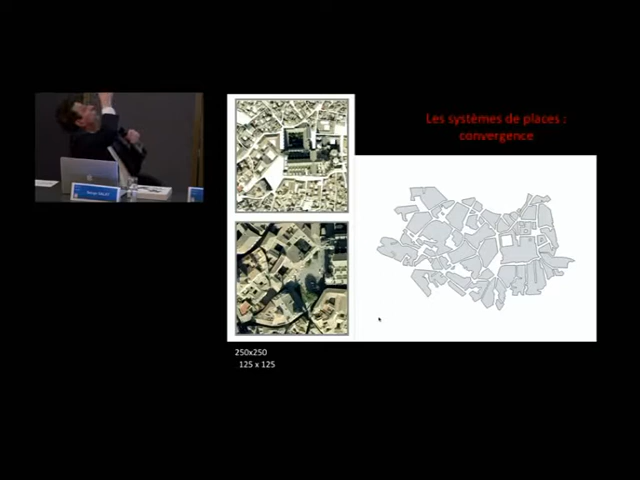 Les systèmes de places :
convergence
250x250
125 x 125